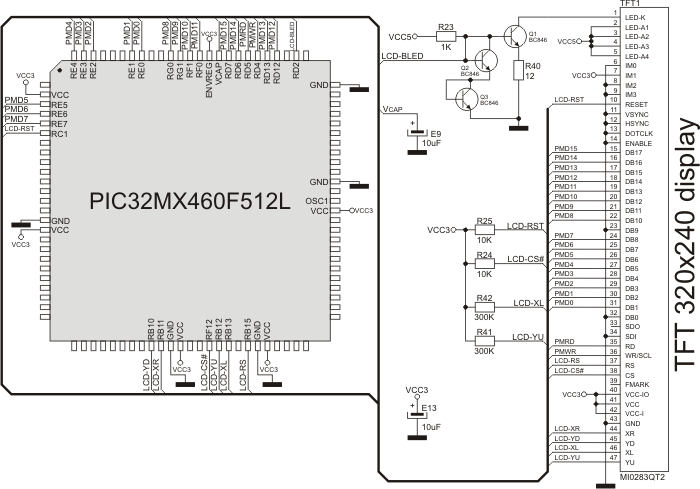 PMD4
PMD3
PMD2
PMD1
PMD0
PMD8
PMD9
PMD10
PMD11
VCC3
PMD15
PMD14
PMRD
PMWR
PMD13
PMD12
LCD-BLED
RE4
RE3
RE2
RE1
RE0
RG0
RG1
RF1
RF0
ENVREG
VCAP
RD7
RD6
RD5
RD4
RD13
RD12
RD2
VCC3
VCC
PMD5
RE5
PMD6
RE6
PMD7
RE7
LCD-RST
RC1
GND
GND
OSC1
VCC
VCC3
PIC32MX460F512L
GND
VCC
VCC3
RB10
RB11
GND
VCC
RF12
RB12
RB13
RB15
GND
VCC
LCD-YD
LCD-XR
VCC3
LCD-CS#
LCD-YU
LCD-XL
LCD-RS
VCC3
VCC5
R23
1K
LCD-BLED
Q1
BC846
Q2
BC846
Q3
BC846
R40
12
VCAP
E9
10uF
VCC3
R25
10K
LCD-RST
R24
10K
LCD-CS#
R42
300K
LCD-XL
R41
300K
LCD-YU
VCC3
E13
10uF
TFT1
1 LED-K
VCC5
2 LED-A1
3 LED-A2
4 LED-A3
5 LED-A4
6 IM0
VCC3 7 IM1
8 IM2
9 IM3
LCD-RST 10 RESET
11 VSYNC
12 HSYNC
13 DOTCLK
14 ENABLE
PMD15 15 DB17
PMD14 16 DB16
PMD13 17 DB15
PMD12 18 DB14
PMD11 19 DB13
PMD10 20 DB12
PMD9 21 DB11
PMD8 22 DB10
23 DB9
PMD7 24 DB8
PMD6 25 DB7
PMD5 26 DB6
PMD4 27 DB5
PMD3 28 DB4
PMD2 29 DB3
PMD1 30 DB2
PMD0 31 DB1
32 DB0
33 SDO
34 SDI
PMRD 35 RD
PMWR 36 WR/SCL
LCD-RS 37 RS
LCD-CS# 38 CS
39 FMARK
VCC3 40 VCC-IO
41 VCC
42 VCC-I
43 GND
LCD-XR 44 XR
LCD-YD 45 YD
LCD-XL 46 XL
LCD-YU 47 YU
MI0283QT2
TFT 320x240 display